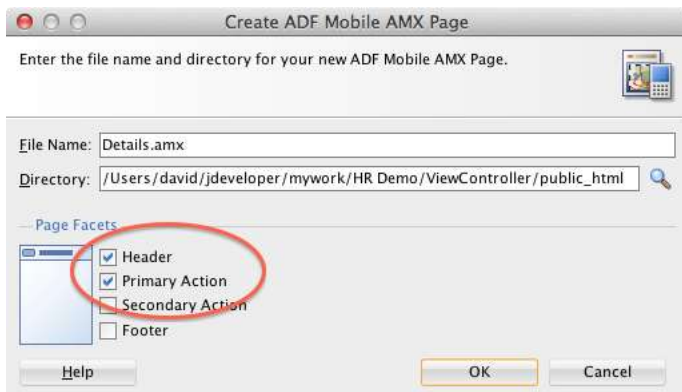 Create ADF Mobile AMX Page
Enter the file name and directory for your new ADF Mobile AMX Page.
File Name: Details.amx
Directory: /Users/david/jdeveloper/mywork/HR Demo/ViewController/public_html
Page Facets
Header
Primary Action
Secondary Action
Footer
Help OK Cancel